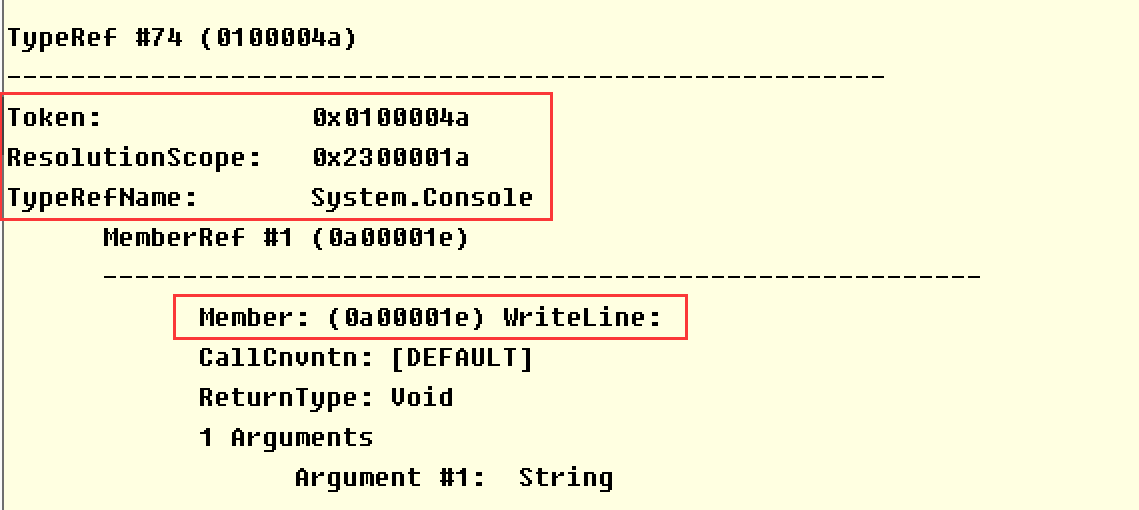 TypeRef #74 (0100004a)
-------------------------------------------------------
Token: 0x0100004a
ResolutionScope: 0x2300001a
TypeRefName: System.Console
MemberRef #1 (0a00001e)
-------------------------------------------------------
Member: (0a00001e) WriteLine:
CallCnvntn: [DEFAULT]
ReturnType: Void
1 Arguments
Argument #1: String